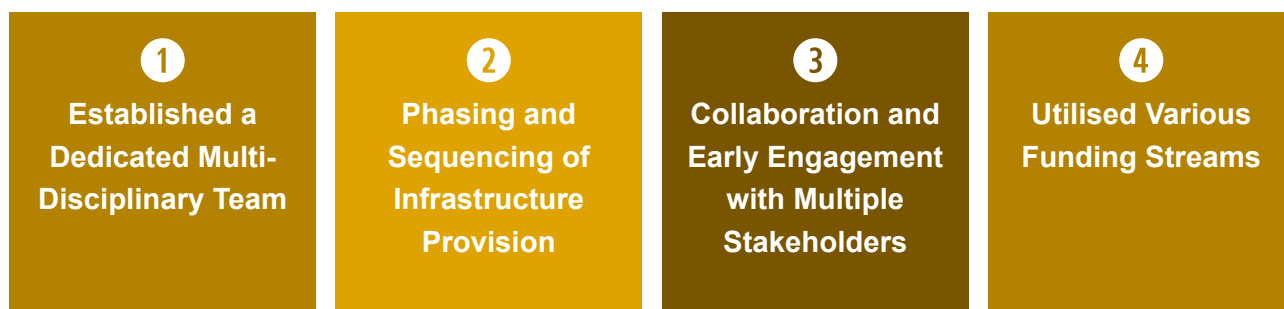 1
Established a
Dedicated Multi-
Disciplinary Team
2
Phasing and
Sequencing of
Infrastructure
Provision
3
Collaboration and
Early Engagement
with Multiple
Stakeholders
4
Utilised Various
Funding Streams